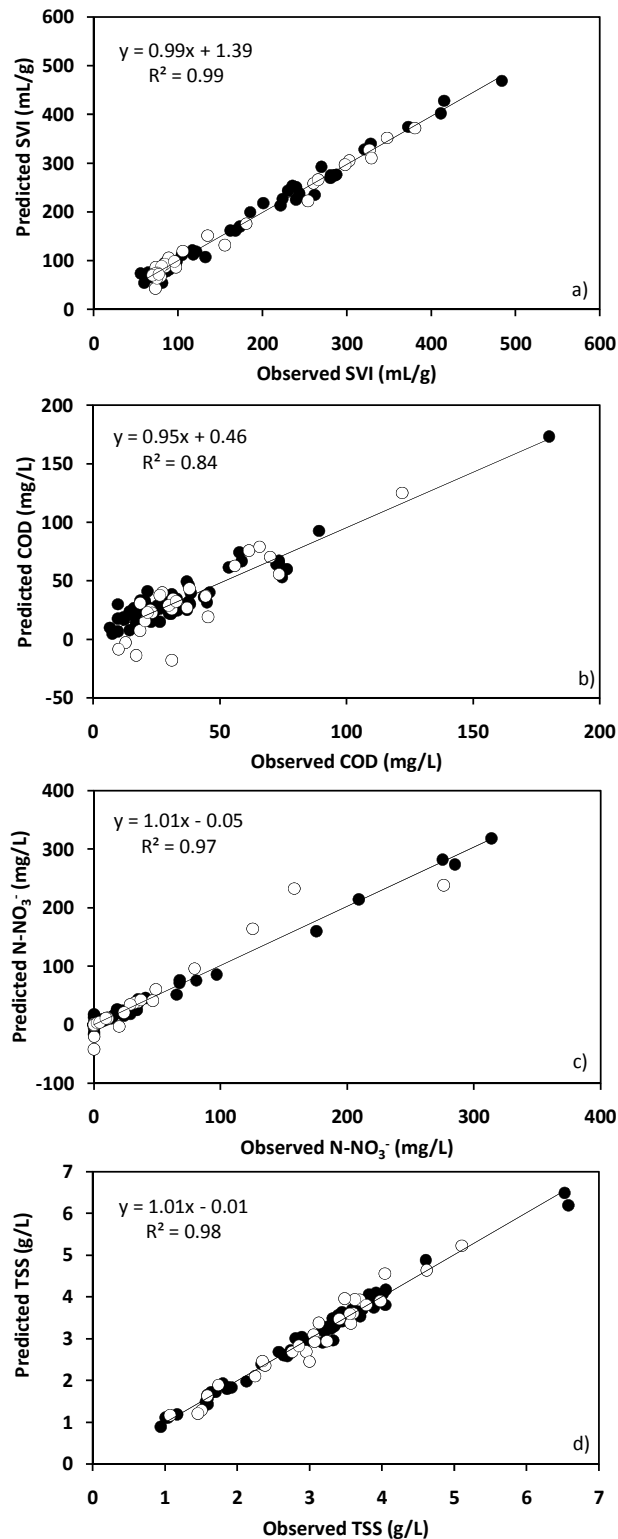 600
y = 0.99x + 1.39
R² = 0.99
500
400
300
200
100
0
Predicted SVI (mL/g)
a)
0 100 200 300 400 500 600
Observed SVI (mL/g)
200
y = 0.95x + 0.46
R² = 0.84
150
100
50
0
-50
Predicted COD (mg/L)
b)
0 50 100 150 200
Observed COD (mg/L)
400
y = 1.01x - 0.05
R² = 0.97
300
200
100
0
-100
Predicted N-NO₃⁻ (mg/L)
c)
0 100 200 300 400
Observed N-NO₃⁻ (mg/L)
7
y = 1.01x - 0.01
R² = 0.98
6
5
4
3
2
1
0
Predicted TSS (g/L)
d)
0 1 2 3 4 5 6 7
Observed TSS (g/L)